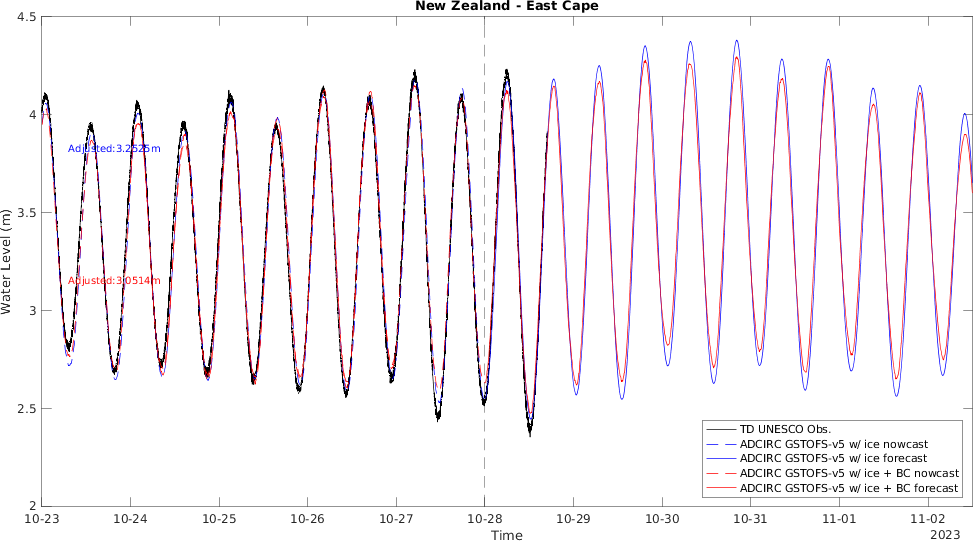 New Zealand - East Cape
4.5
4
3.5
3
2.5
2
Water Level (m)
Adjusted:3.2525m
Adjusted:3.0514m
TD UNESCO Obs.
ADCIRC GSTOFS-v5 w/ ice nowcast
ADCIRC GSTOFS-v5 w/ ice forecast
ADCIRC GSTOFS-v5 w/ ice + BC nowcast
ADCIRC GSTOFS-v5 w/ ice + BC forecast
10-23 10-24 10-25 10-26 10-27 10-28 10-29 10-30 10-31 11-01 11-02
Time
2023